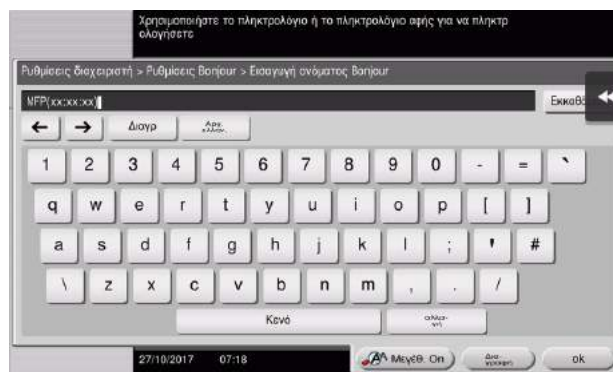 Χρησιμοποιήστε το πληκτρολόγιο ή το πληκτρολόγιο αφής για να πληκτρ
ολογήσετε
Ρυθμίσεις διαχειριστή > Ρυθμίσεις Bonjour > Εισαγωγή ονόματος Bonjour
MFP(xx:xx:xx)
← → Διαγρ
1 2 3 4 5 6 7 8 9 0 - = `
q w e r t y u i o p [ ]
a s d f g h j k l ; ' #
\ z x c v b n m , . /
Κενό
27/10/2017 07:18 Μεγέθ. On ok